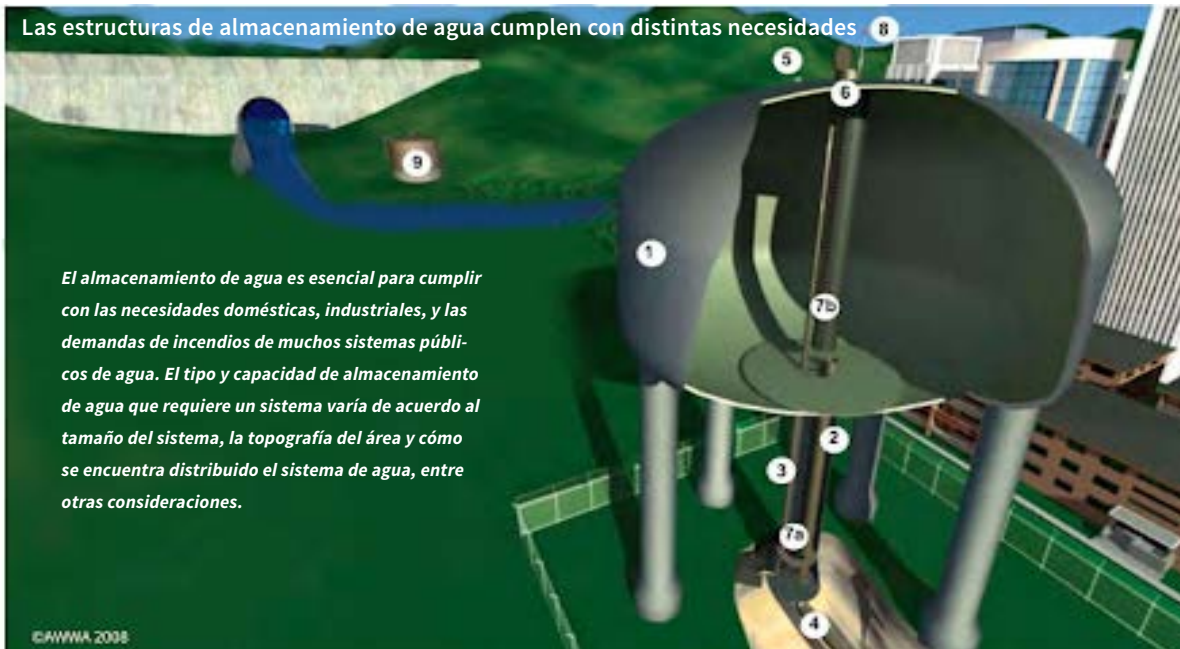 Las estructuras de almacenamiento de agua cumplen con distintas necesidades
8
5
6
9
1
El almacenamiento de agua es esencial para cumplir
con las necesidades domésticas, industriales, y las
demandas de incendios de muchos sistemas públi-
cos de agua. El tipo y capacidad de almacenamiento
de agua que requiere un sistema varía de acuerdo al
tamaño del sistema, la topografía del área y cómo
se encuentra distribuido el sistema de agua, entre
otras consideraciones.
7b
2
3
7a
4
©AWWA 2008